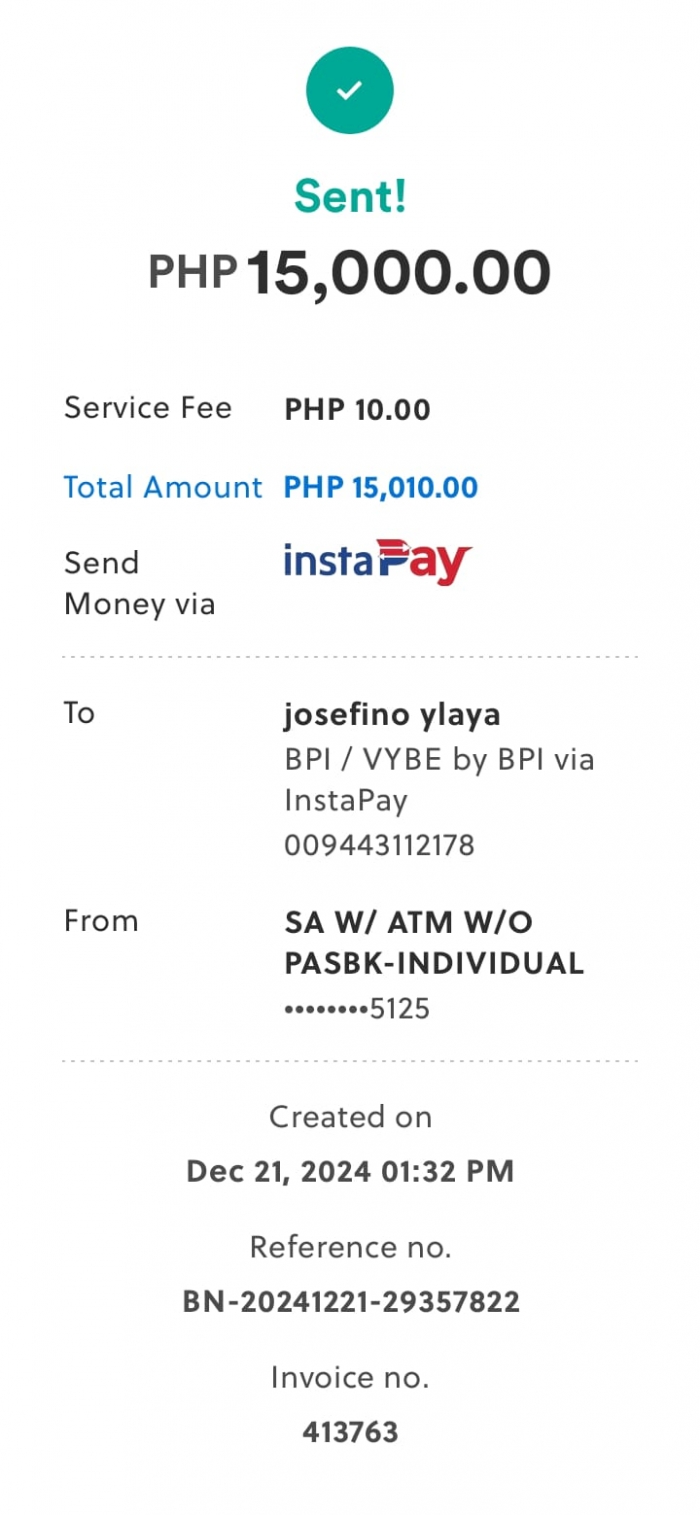 Sent!
PHP 15,000.00
Service Fee PHP 10.00
Total Amount PHP 15,010.00
Send instaPay
Money via
To josefino ylaya
BPI / VYBE by BPI via
InstaPay
009443112178
From SA W/ ATM W/O
PASBK-INDIVIDUAL
••••••••5125
Created on
Dec 21, 2024 01:32 PM
Reference no.
BN-20241221-29357822
Invoice no.
413763